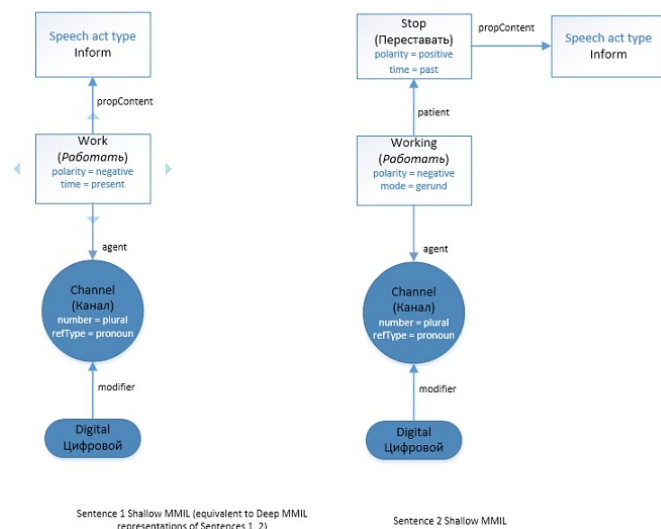 Speech act type
Inform
propContent
Work
(Работать)
polarity = negative
time = present
agent
Channel
(Канал)
number = plural
refType = pronoun
modifier
Digital
Цифровой
Sentence 1 Shallow MMIL (equivalent to Deep MMIL
representations of Sentences 1, 2)
Stop
(Переставать)
polarity = positive
time = past
propContent
Speech act type
Inform
patient
Working
(Работать)
polarity = negative
mode = gerund
agent
Channel
(Канал)
number = plural
refType = pronoun
modifier
Digital
Цифровой
Sentence 2 Shallow MMIL